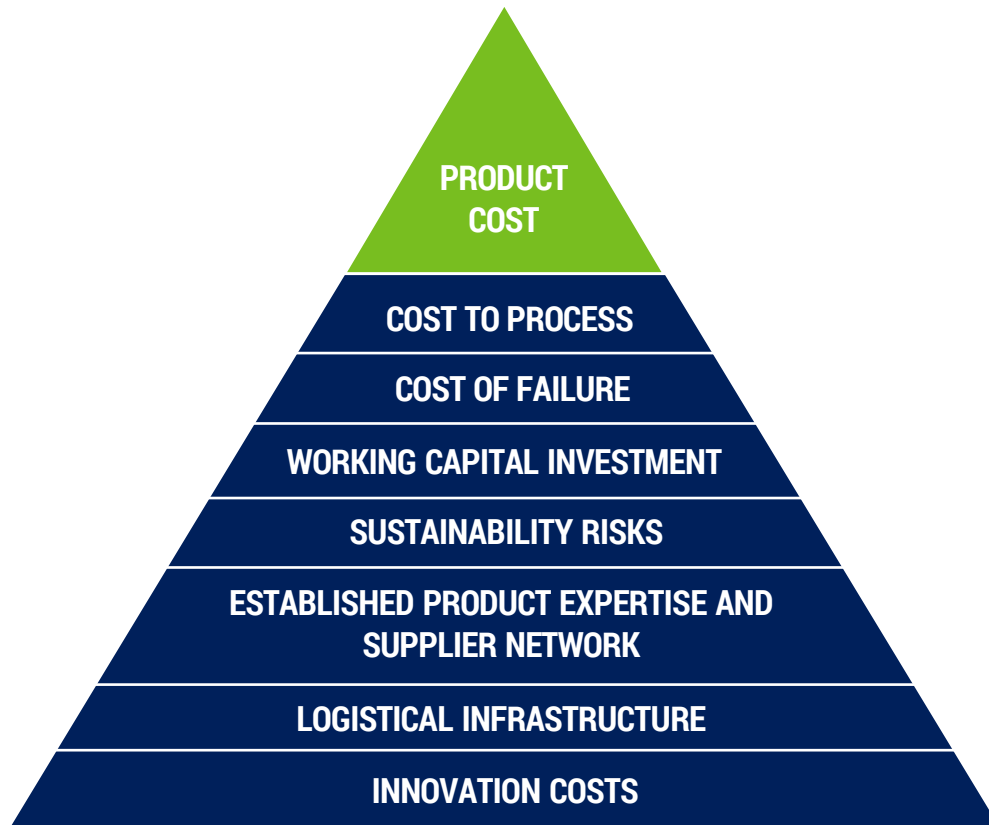 PRODUCT
COST
COST TO PROCESS
COST OF FAILURE
WORKING CAPITAL INVESTMENT
SUSTAINABILITY RISKS
ESTABLISHED PRODUCT EXPERTISE AND
SUPPLIER NETWORK
LOGISTICAL INFRASTRUCTURE
INNOVATION COSTS